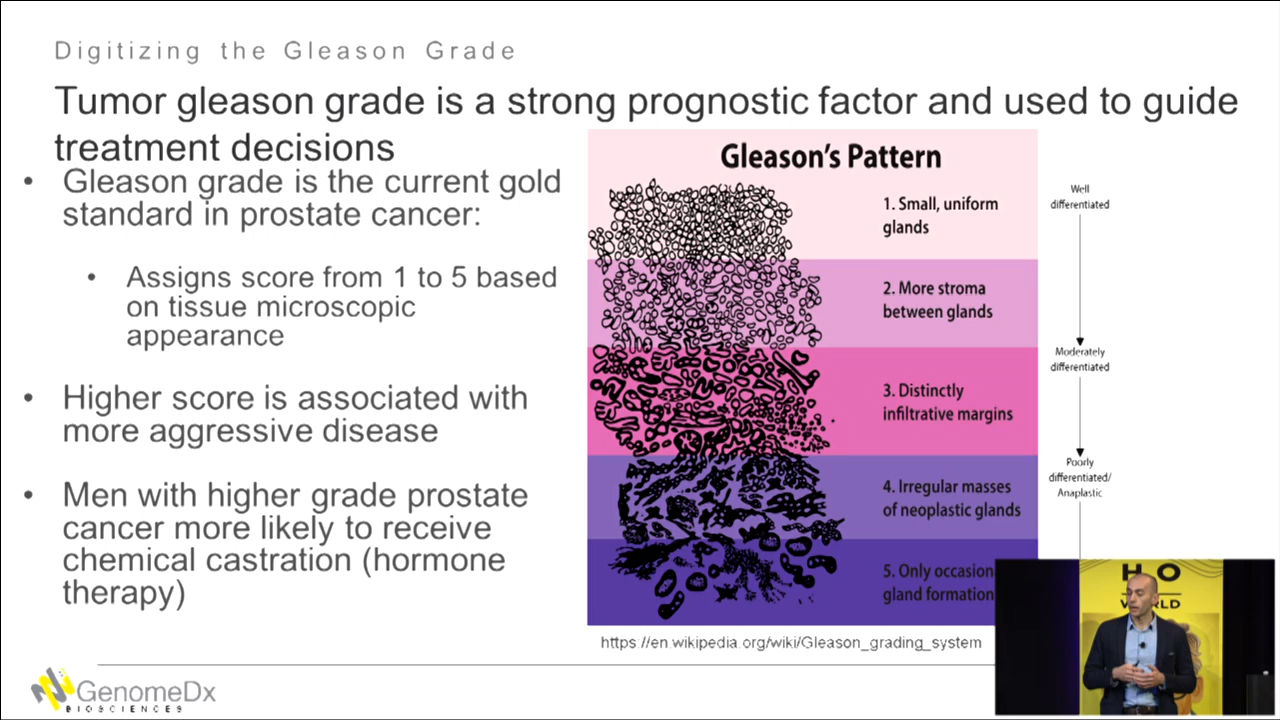 Digitizing the Gleason Grade
Tumor gleason grade is a strong prognostic factor and used to guide
treatment decisions
• Gleason grade is the current gold
standard in prostate cancer:
• Assigns score from 1 to 5 based
on tissue microscopic
appearance
• Higher score is associated with
more aggressive disease
• Men with higher grade prostate
cancer more likely to receive
chemical castration (hormone
therapy)
Gleason's Pattern
1. Small, uniform
glands
2. More stroma
between glands
3. Distinctly
infiltrative margins
4. Irregular masses
of neoplastic glands
5. Only occasion
gland formation
Well
differentiated
Moderately
differentiated
Poorly
differentiated/
Anaplastic
https://en.wikipedia.org/wiki/Gleason_grading_system
GenomeDx
BIOSCIENCES